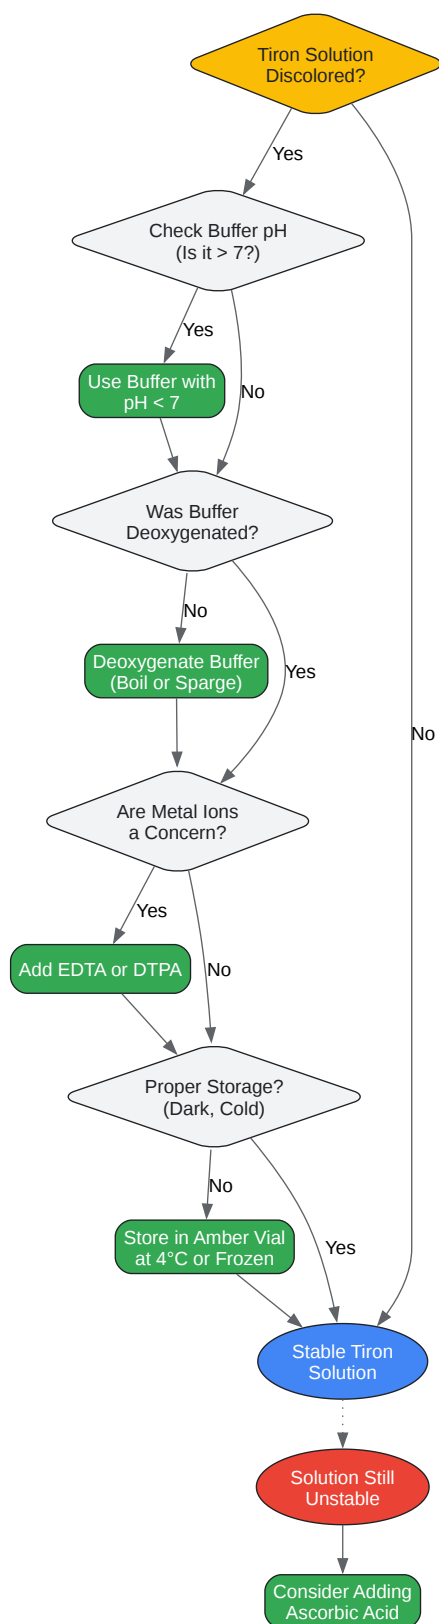 Tiron Solution
Discolored?
Yes
Check Buffer pH
(Is it > 7?)
Yes
Use Buffer with
pH < 7
No
Was Buffer
Deoxygenated?
No
Deoxygenate Buffer
(Boil or Sparge)
Yes
No
Are Metal Ions
a Concern?
Yes
Add EDTA or DTPA
No
Proper Storage?
(Dark, Cold)
No
Store in Amber Vial
at 4°C or Frozen
Yes
Stable Tiron
Solution
Solution Still
Unstable
Consider Adding
Ascorbic Acid